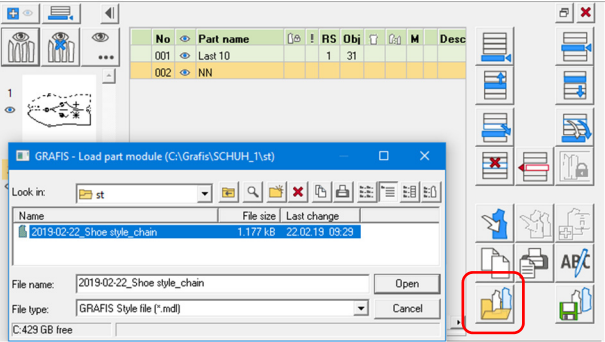 No Part name ! RS Obj M Desc
001 Last 10 1 31
002 NN
1
GRAFIS - Load part module (C:\Grafis\SCHUH_1\st)
Look in: st
Name File size Last change
2019-02-22_Shoe style_chain 1.177 kB 22.02.19 09:29
File name: 2019-02-22_Shoe style_chain Open
File type: GRAFIS Style file (*.mdl) Cancel
C:429 GB free
ABC